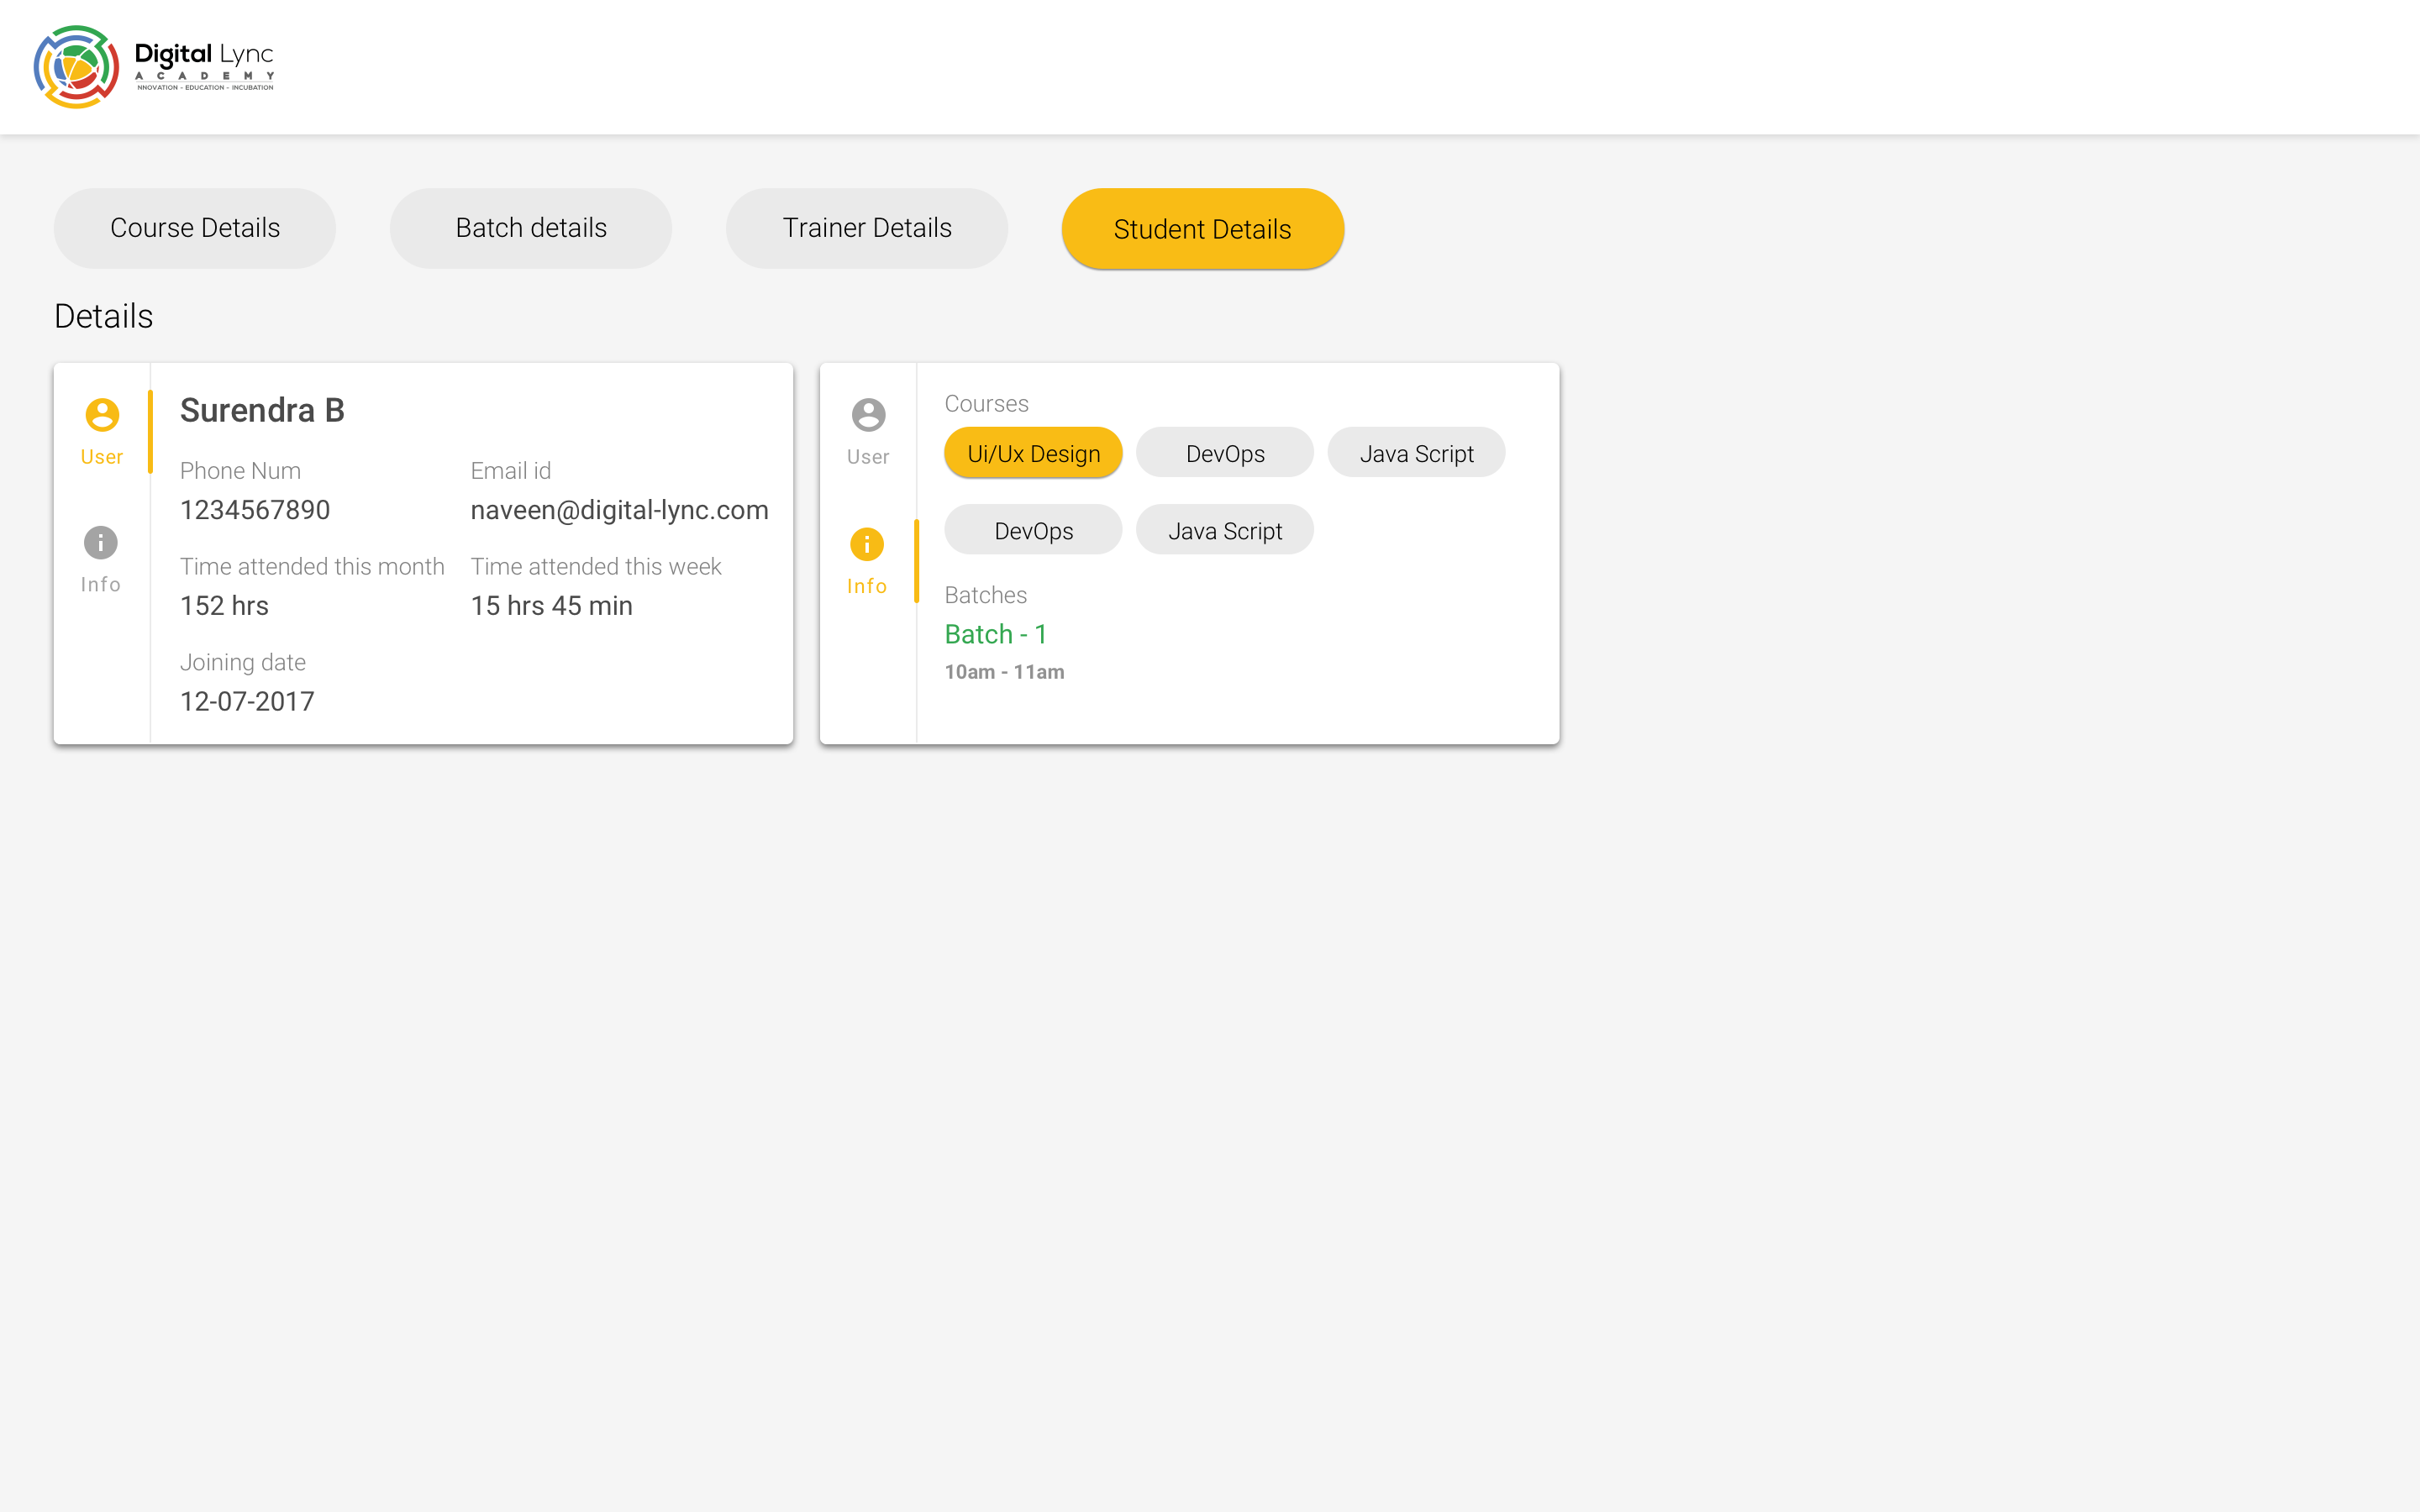 Digital Lync
ACADEMY
INNOVATION - EDUCATION - INCUBATION
Course Details
Batch details
Trainer Details
Student Details
Details
User
Info
Surendra B
Phone Num
1234567890
Email id
naveen@digital-lync.com
Time attended this month
152 hrs
Time attended this week
15 hrs 45 min
Joining date
12-07-2017
User
Info
Courses
Ui/Ux Design
DevOps
Java Script
DevOps
Java Script
Batches
Batch - 1
10am - 11am